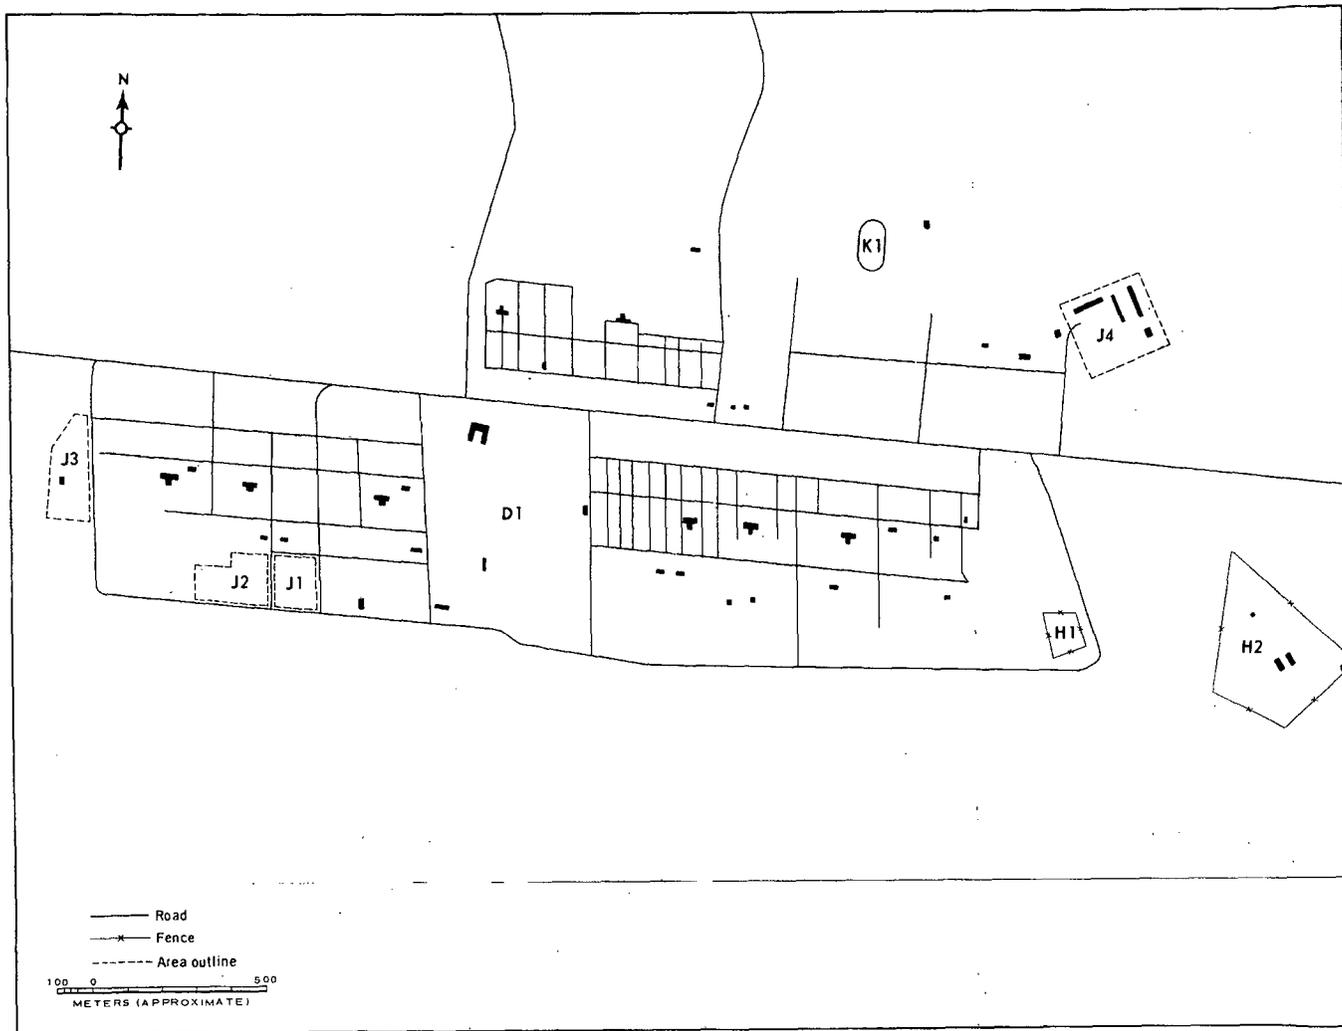 N
K1
J4
J3
D1
J2
J1
H1
H2
Road
Fence
Area outline
100 0 500
METERS (APPROXIMATE)